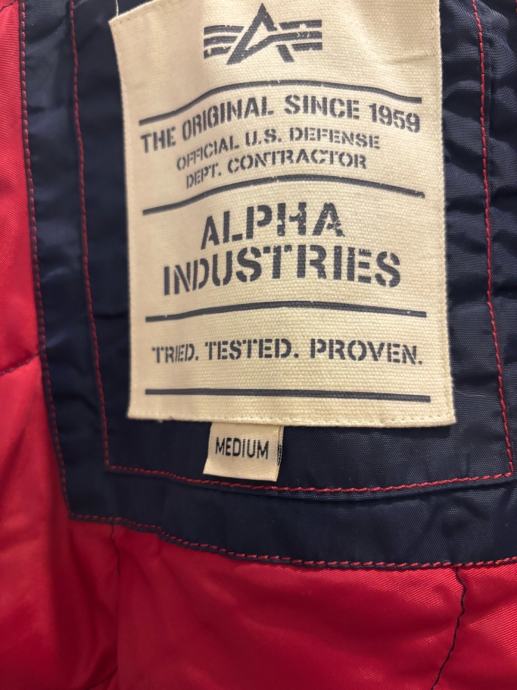 THE ORIGINAL SINCE 1959
OFFICIAL U.S. DEFENSE
DEPT. CONTRACTOR
ALPHA
INDUSTRIES
TRIED. TESTED. PROVEN.
MEDIUM